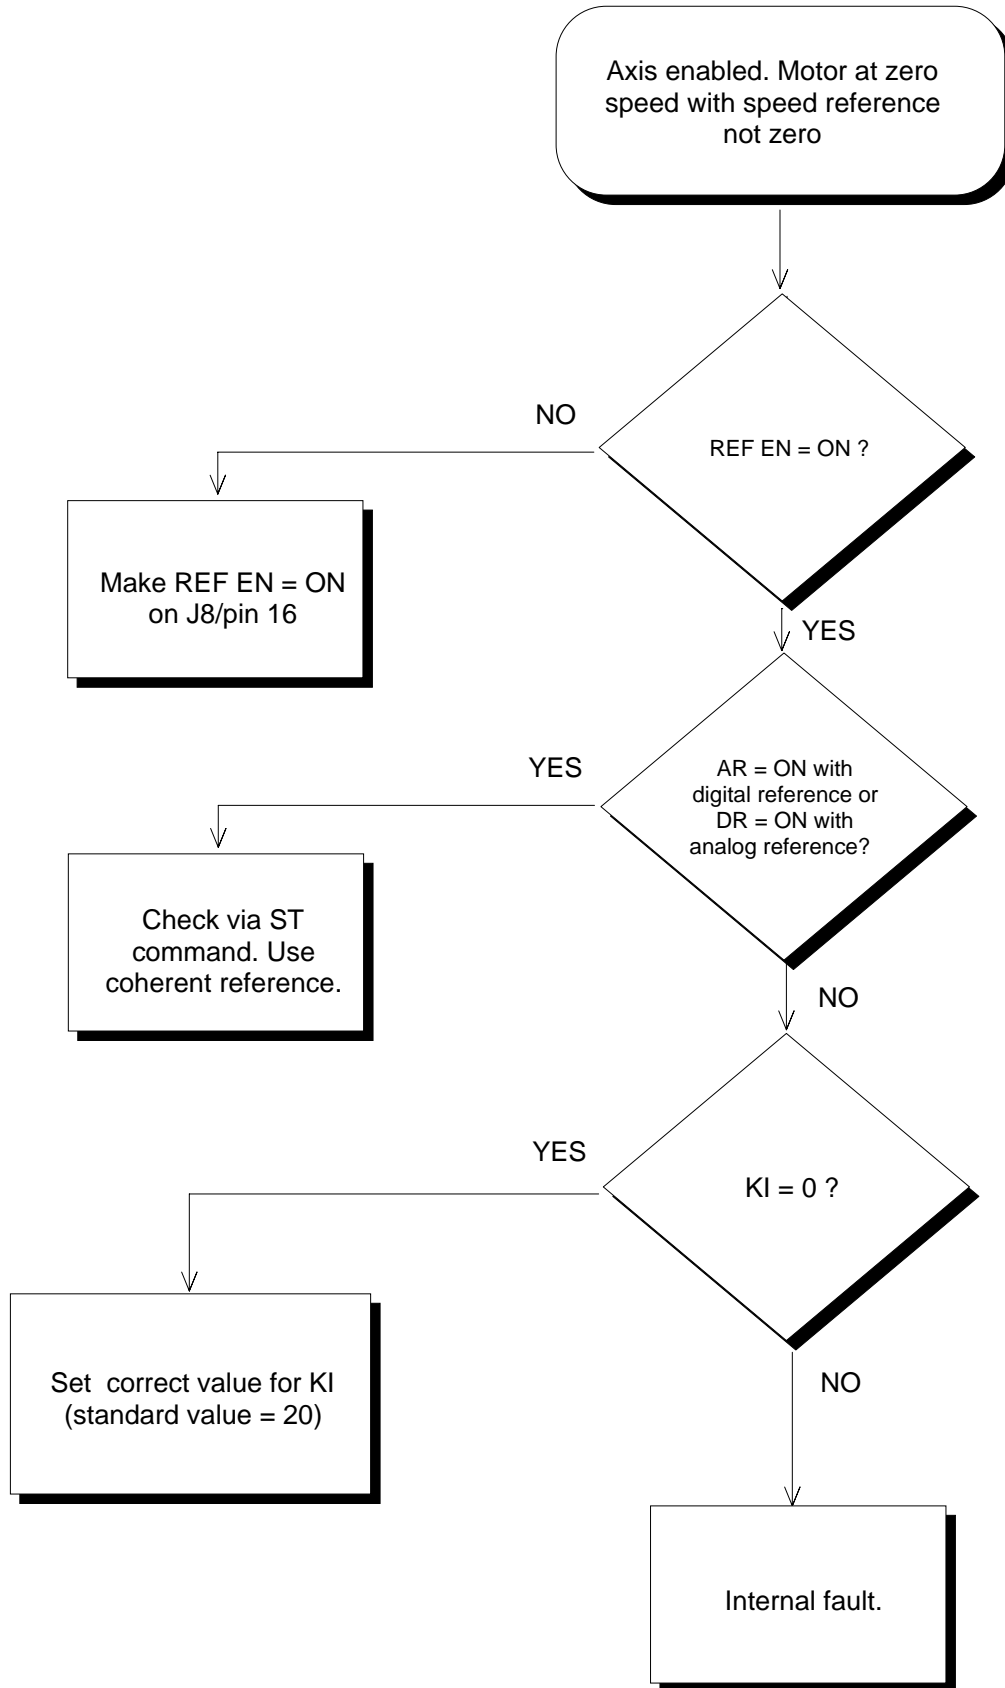 Axis enabled. Motor at zero
speed with speed reference
not zero
NO
REF EN = ON ?
Make REF EN = ON
on J8/pin 16
YES
YES
AR = ON with
digital reference or
DR = ON with
analog reference?
Check via ST
command. Use
coherent reference.
NO
YES
KI = 0 ?
Set correct value for KI
(standard value = 20)
NO
Internal fault.